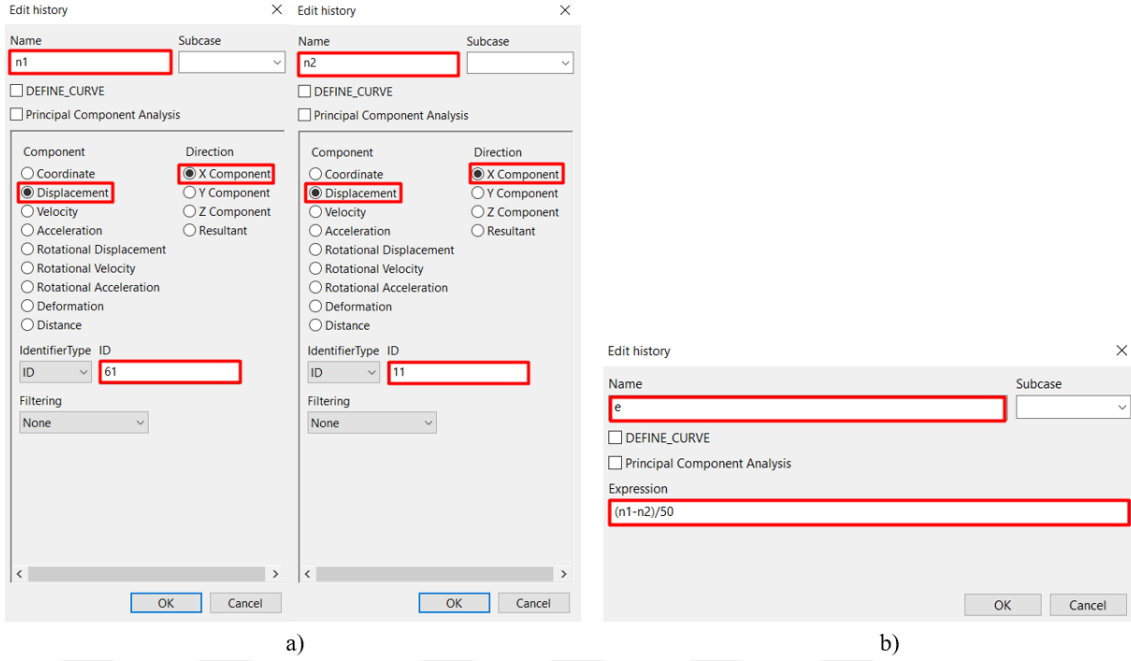 Edit history
Name Subcase
n1
DEFINE_CURVE
Principal Component Analysis
Component Direction
Coordinate X Component
Displacement Y Component
Velocity Z Component
Acceleration Resultant
Rotational Displacement
Rotational Velocity
Rotational Acceleration
Deformation
Distance
IdentifierType ID
ID 61
Filtering
None
OK Cancel
Edit history
Name Subcase
n2
DEFINE_CURVE
Principal Component Analysis
Component Direction
Coordinate X Component
Displacement Y Component
Velocity Z Component
Acceleration Resultant
Rotational Displacement
Rotational Velocity
Rotational Acceleration
Deformation
Distance
IdentifierType ID
ID 11
Filtering
None
OK Cancel
a)
Edit history
Name Subcase
e
DEFINE_CURVE
Principal Component Analysis
Expression
(n1-n2)/50
OK Cancel
b)